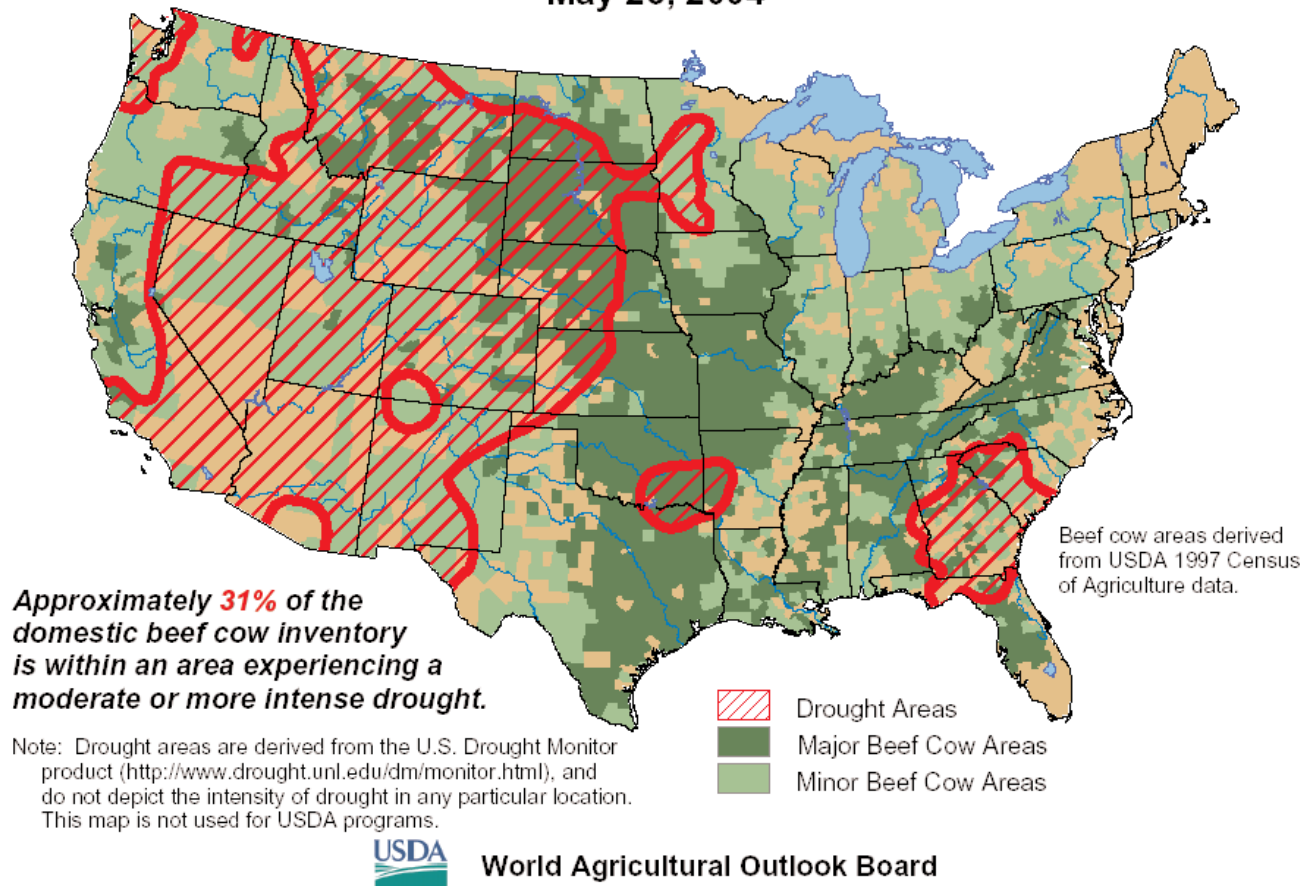 May 2004
Beef cow areas derived
from USDA 1997 Census
of Agriculture data.
Approximately 31% of the
domestic beef cow inventory
is within an area experiencing a
moderate or more intense drought.
Drought Areas
Major Beef Cow Areas
Minor Beef Cow Areas
Note: Drought areas are derived from the U.S. Drought Monitor
product (http://www.drought.unl.edu/dm/monitor.html), and
do not depict the intensity of drought in any particular location.
This map is not used for USDA programs.
USDA
World Agricultural Outlook Board